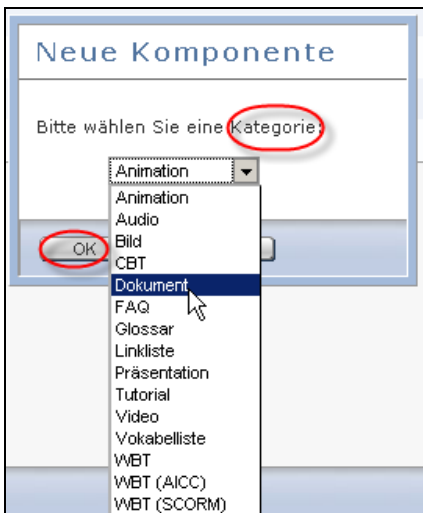 Neue Komponente
Bitte wählen Sie eine Kategorie:
Animation
Animation
Audio
Bild
OK
CBT
Dokument
FAQ
Glossar
Linkliste
Präsentation
Tutorial
Video
Vokabelliste
WBT
WBT (AICC)
WBT (SCORM)